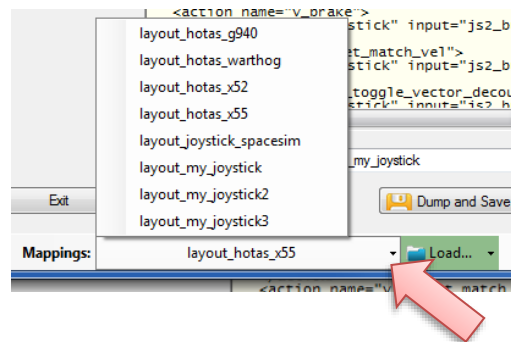 <action name="v_brake">
layout_hotas_g940
stick" input="js2_b
layout_hotas_warthog
et_match_vel">
stick" input="js2_b
layout_hotas_x52
_toggle_vector_decou
layout_hotas_x55
stick" input="js2_b
layout_joystick_spacesim
layout_my_joystick
_my_joystick
layout_my_joystick2
Exit
Dump and Save
layout_my_joystick3
Mappings:
layout_hotas_x55
Load...
<action name="v
t_match